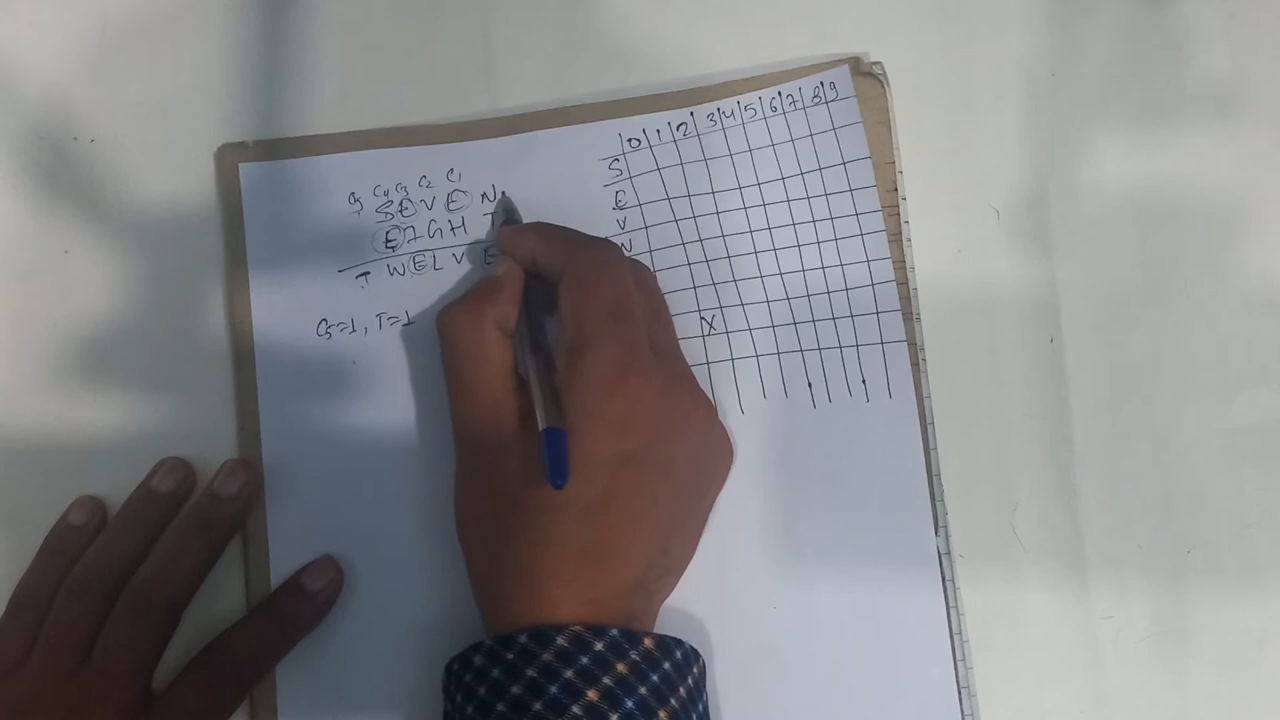 C5 C4 C3 C2 C1
S E V E N
E I G H T
T W E L V E
C5=1, T=1
0 1 2 3 4 5 6 7 8 9
S
E
V
N
X